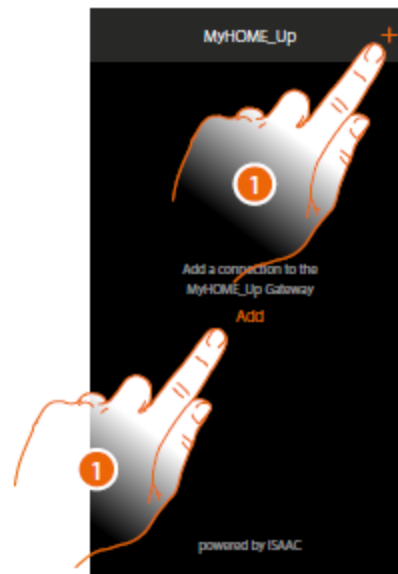 MyHOME_Up +
1
Add a connection to the
MyHOME_Up Gateway
Add
1
powered by ISAAC